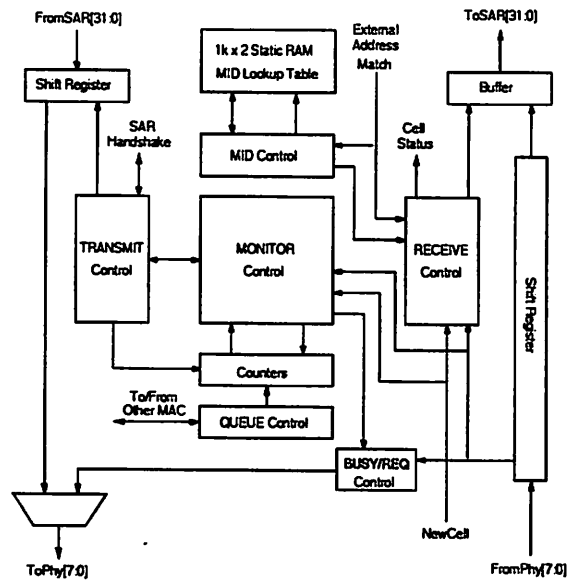 FromSAR[31:0]
ToSAR[31:0]
1k x 2 Static RAM
MID Lookup Table
External
Address
Match
Shift Register
Buffer
SAR
Handshake
Cell
Status
MID Control
TRANSMIT
Control
MONITOR
Control
RECEIVE
Control
Shift Register
Counters
To/From
Other MAC
QUEUE Control
BUSY/REQ
Control
NewCell
ToPhy[7:0]
FromPhy[7:0]